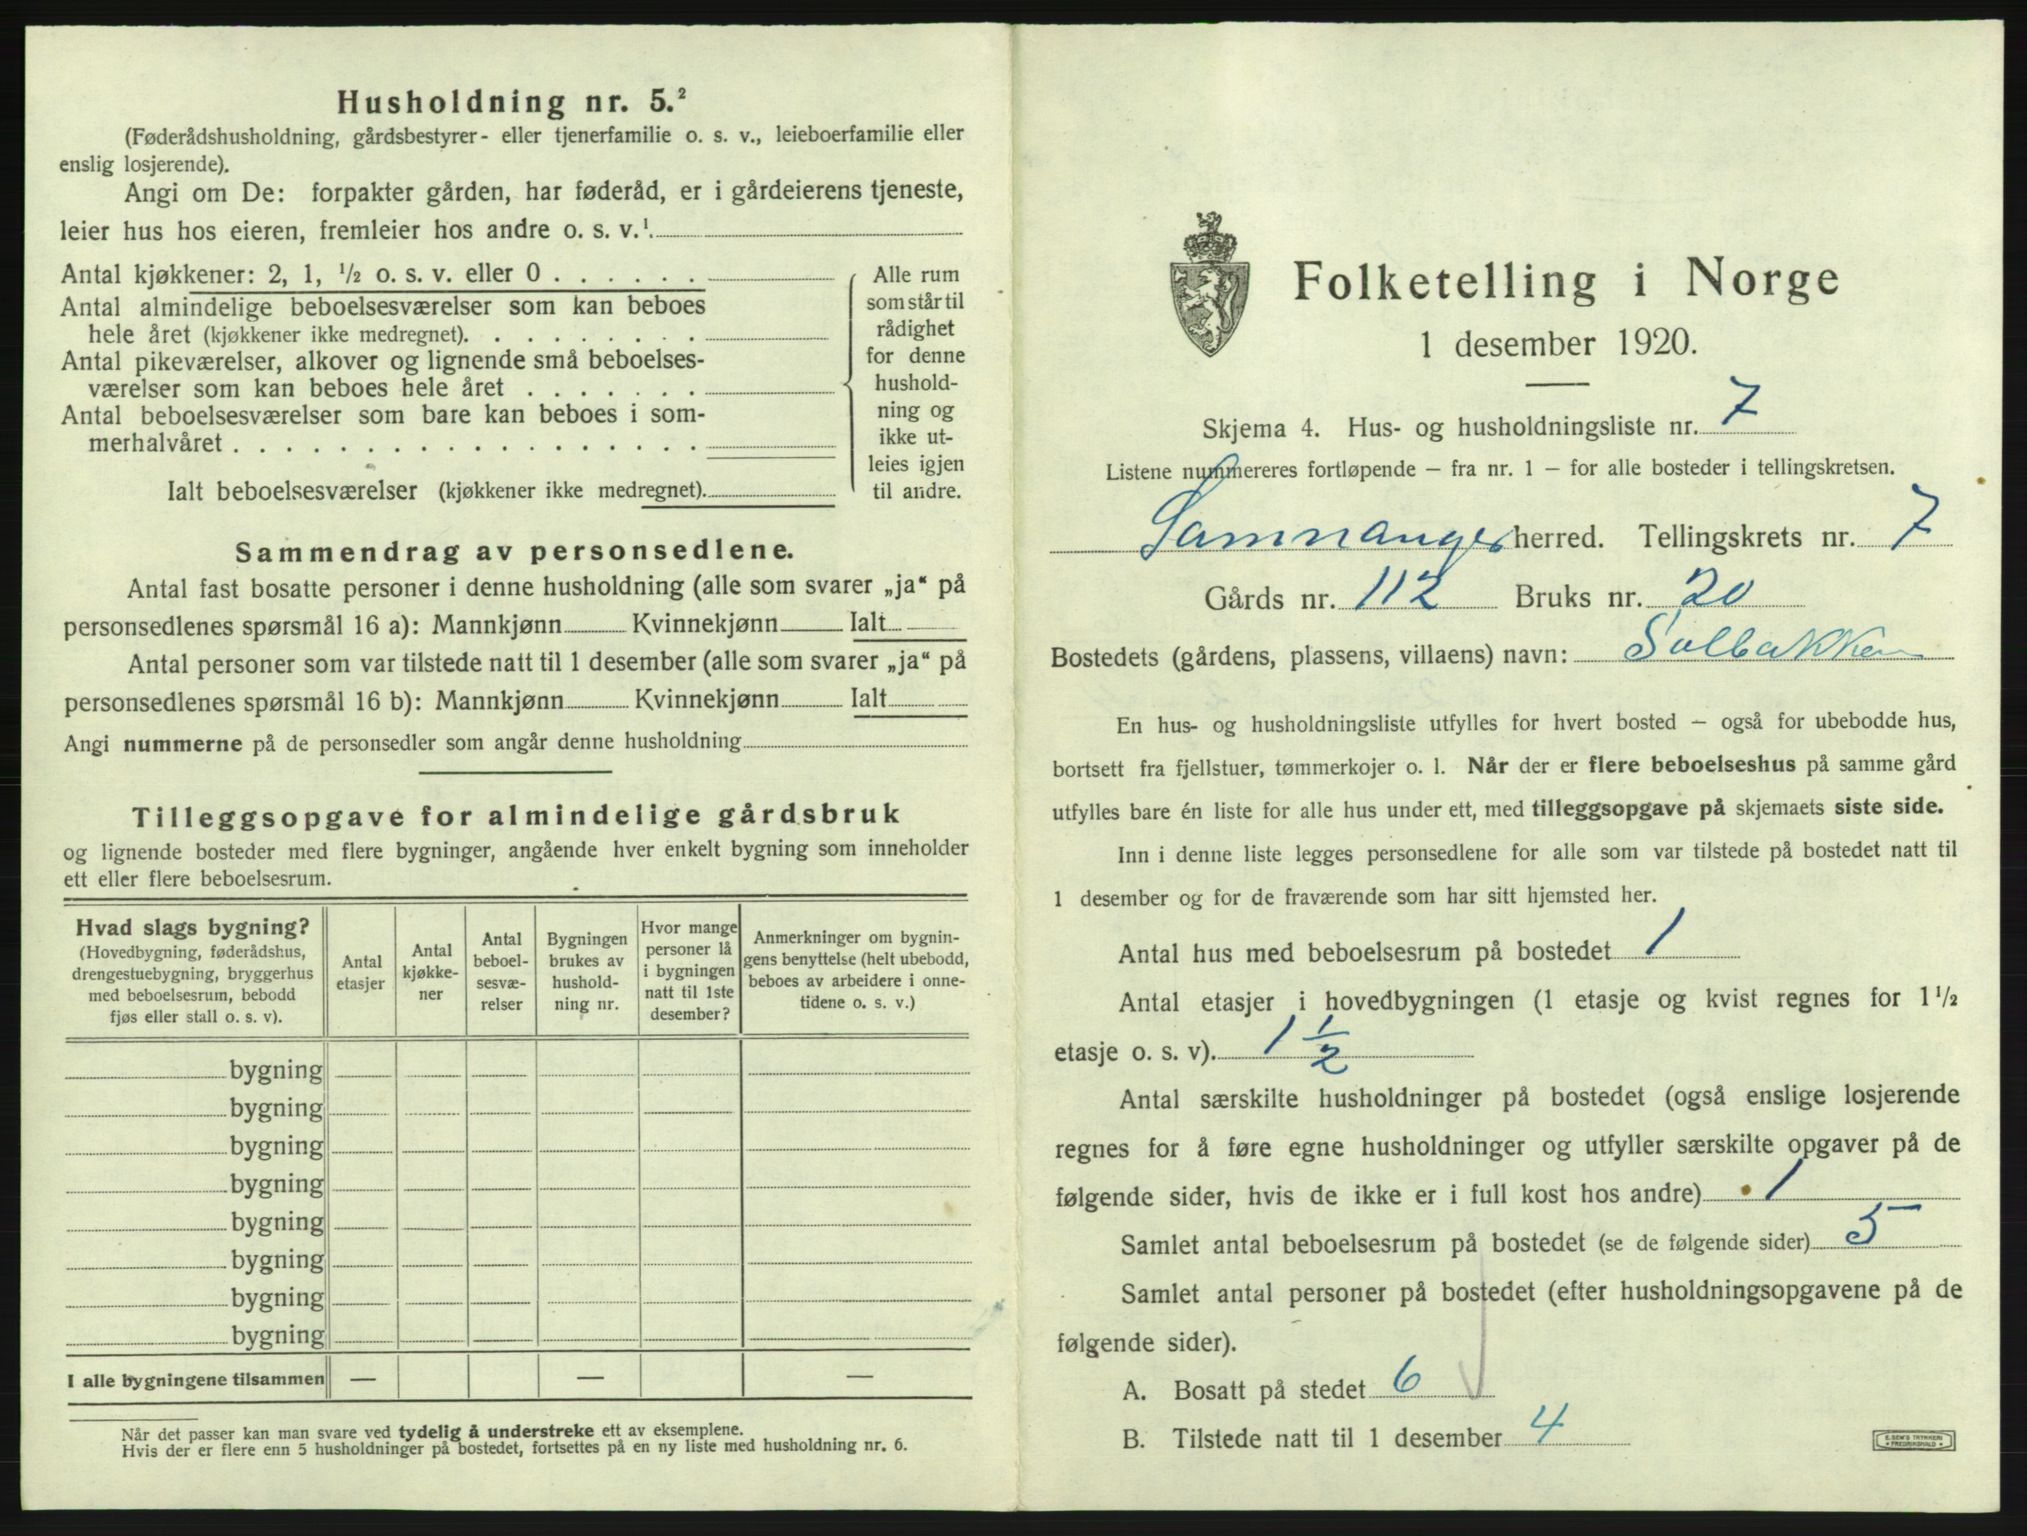 Husholdning nr. 5.²
(Føderådshusholdning, gårdsbestyrer- eller tjenerfamilie o. s. v., leieboerfamilie eller
enslig losjerende).
Angi om De: forpakter gården, har føderåd, er i gårdeierens tjeneste,
leier hus hos eieren, fremleier hos andre o. s. v.¹.
Antal kjøkkener: 2, 1, ½ o. s. v. eller 0 . . . . . .
Antal almindelige beboelsesværelser som kan beboes
hele året (kjøkkener ikke medregnet). . . . . . . . .
Antal pikeværelser, alkover og lignende små beboelses-
værelser som kan beboes hele året . . . . . . .
Antal beboelsesværelser som bare kan beboes i som-
merhalvåret . . . . . . . . . . . . . . . . . .
Ialt beboelsesværelser (kjøkkener ikke medregnet).
Alle rum
som står til
rådighet
for denne
hushold-
ning og
ikke ut-
leies igjen
til andre.
Sammendrag av personsedlene.
Antal fast bosatte personer i denne husholdning (alle som svarer „ja“ på
personsedlenes spørsmål 16 a): Mannkjønn Kvinnekjønn Ialt
Antal personer som var tilstede natt til 1 desember (alle som svarer „ja“ på
personsedlenes spørsmål 16 b): Mannkjønn Kvinnekjønn Ialt
Angi nummerne på de personsedler som angår denne husholdning
Tilleggsopgave for almindelige gårdsbruk
og lignende bosteder med flere bygninger, angående hver enkelt bygning som inneholder
ett eller flere beboelsesrum.
Hvad slags bygning?
(Hovedbygning, føderådshus,
drengestuebygning, bryggerhus
med beboelsesrum, bebodd
fjøs eller stall o. s. v).
Antal
etasjer
Antal
kjøkke-
ner
Antal
beboel-
sesvæ-
relser
Bygningen
brukes av
hushold-
ning nr.
Hvor mange
personer lå
i bygningen
natt til 1ste
desember?
Anmerkninger om bygnin-
gens benyttelse (helt ubebodd,
beboes av arbeidere i onne-
tidene o. s. v.)
bygning
bygning
bygning
bygning
bygning
bygning
bygning
bygning
I alle bygningene tilsammen — — —
Når det passer kan man svare ved tydelig å understreke ett av eksemplene.
Hvis der er flere enn 5 husholdninger på bostedet, fortsettes på en ny liste med husholdning nr. 6.
Folketelling i Norge
1 desember 1920.
Skjema 4. Hus- og husholdningsliste nr. 7
Listene nummereres fortløpende — fra nr. 1 — for alle bosteder i tellingskretsen.
Samnanger herred. Tellingskrets nr. 7
Gårds nr. 112 Bruks nr. 20
Bostedets (gårdens, plassens, villaens) navn: Solbakken
En hus- og husholdningsliste utfylles for hvert bosted — også for ubebodde hus,
bortsett fra fjellstuer, tømmerkojer o. l. Når der er flere beboelseshus på samme gård
utfylles bare én liste for alle hus under ett, med tilleggsopgave på skjemaets siste side.
Inn i denne liste legges personsedlene for alle som var tilstede på bostedet natt til
1 desember og for de fraværende som har sitt hjemsted her.
Antal hus med beboelsesrum på bostedet 1
Antal etasjer i hovedbygningen (1 etasje og kvist regnes for 1½
etasje o. s. v). 1½
Antal særskilte husholdninger på bostedet (også enslige losjerende
regnes for å føre egne husholdninger og utfyller særskilte opgaver på de
følgende sider, hvis de ikke er i full kost hos andre) 1
Samlet antal beboelsesrum på bostedet (se de følgende sider) 5
Samlet antal personer på bostedet (efter husholdningsopgavene på de
følgende sider).
A. Bosatt på stedet 6
B. Tilstede natt til 1 desember 4
E. SEM'S TRYKKERI
FREDRIKSHALD